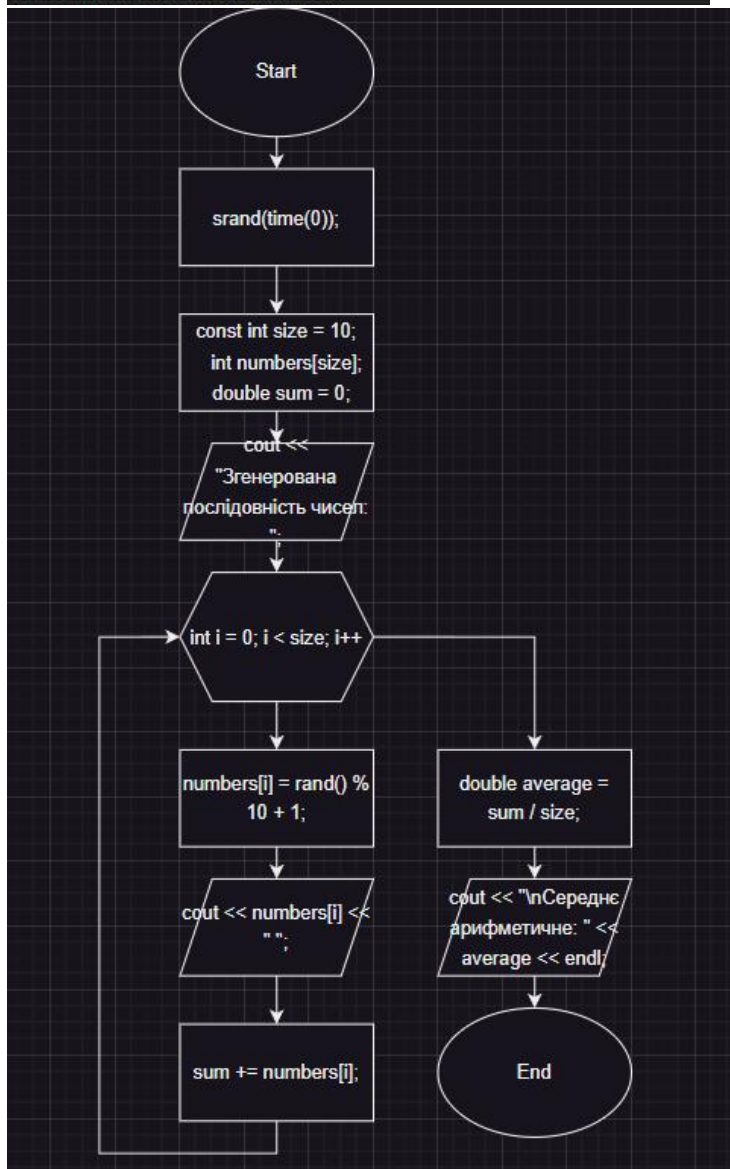 Start
srand(time(0));
const int size = 10;
int numbers[size];
double sum = 0;
cout <<
"Згенерована
послідовність чисел:
";
int i = 0; i < size; i++
numbers[i] = rand() %
10 + 1;
cout << numbers[i] <<
" ";
sum += numbers[i];
double average =
sum / size;
cout << "\nСереднє
арифметичне: " <<
average << endl;
End